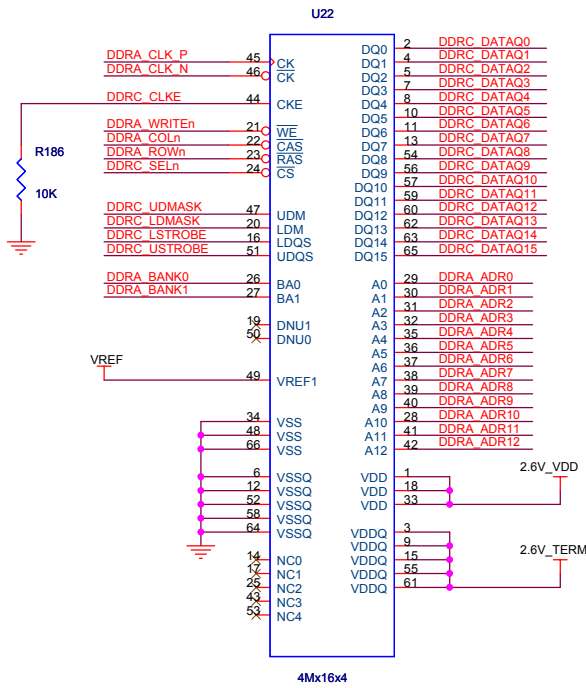 U22
DDRA_CLK_P 45 CK
DDRA_CLK_N 46 CK
DDRC_CLKE 44 CKE
DDRA_WRITEn 21 WE
DDRA_COLn 22 CAS
DDRA_ROWn 23 RAS
DDRC_SELn 24 CS
R186
10K
DDRC_UDMASK 47 UDM
DDRC_LDMASK 20 LDM
DDRC_LSTROBE 16 LDQS
DDRC_USTROBE 51 UDQS
DDRA_BANK0 26 BA0
DDRA_BANK1 27 BA1
19 DNU1
50 DNU0
VREF 49 VREF1
34 VSS
48 VSS
66 VSS
6 VSSQ
12 VSSQ
52 VSSQ
58 VSSQ
64 VSSQ
14 NC0
17 NC1
25 NC2
43 NC3
53 NC4
DQ0 2 DDRC_DATAQ0
DQ1 4 DDRC_DATAQ1
DQ2 5 DDRC_DATAQ2
DQ3 7 DDRC_DATAQ3
DQ4 8 DDRC_DATAQ4
DQ5 10 DDRC_DATAQ5
DQ6 11 DDRC_DATAQ6
DQ7 13 DDRC_DATAQ7
DQ8 54 DDRC_DATAQ8
DQ9 56 DDRC_DATAQ9
DQ10 57 DDRC_DATAQ10
DQ11 59 DDRC_DATAQ11
DQ12 60 DDRC_DATAQ12
DQ13 62 DDRC_DATAQ13
DQ14 63 DDRC_DATAQ14
DQ15 65 DDRC_DATAQ15
A0 29 DDRA_ADR0
A1 30 DDRA_ADR1
A2 31 DDRA_ADR2
A3 32 DDRA_ADR3
A4 35 DDRA_ADR4
A5 36 DDRA_ADR5
A6 37 DDRA_ADR6
A7 38 DDRA_ADR7
A8 39 DDRA_ADR8
A9 40 DDRA_ADR9
A10 28 DDRA_ADR10
A11 41 DDRA_ADR11
A12 42 DDRA_ADR12
VDD 1
VDD 18
VDD 33
2.6V_VDD
VDDQ 3
VDDQ 9
VDDQ 15
VDDQ 55
VDDQ 61
2.6V_TERM
4Mx16x4